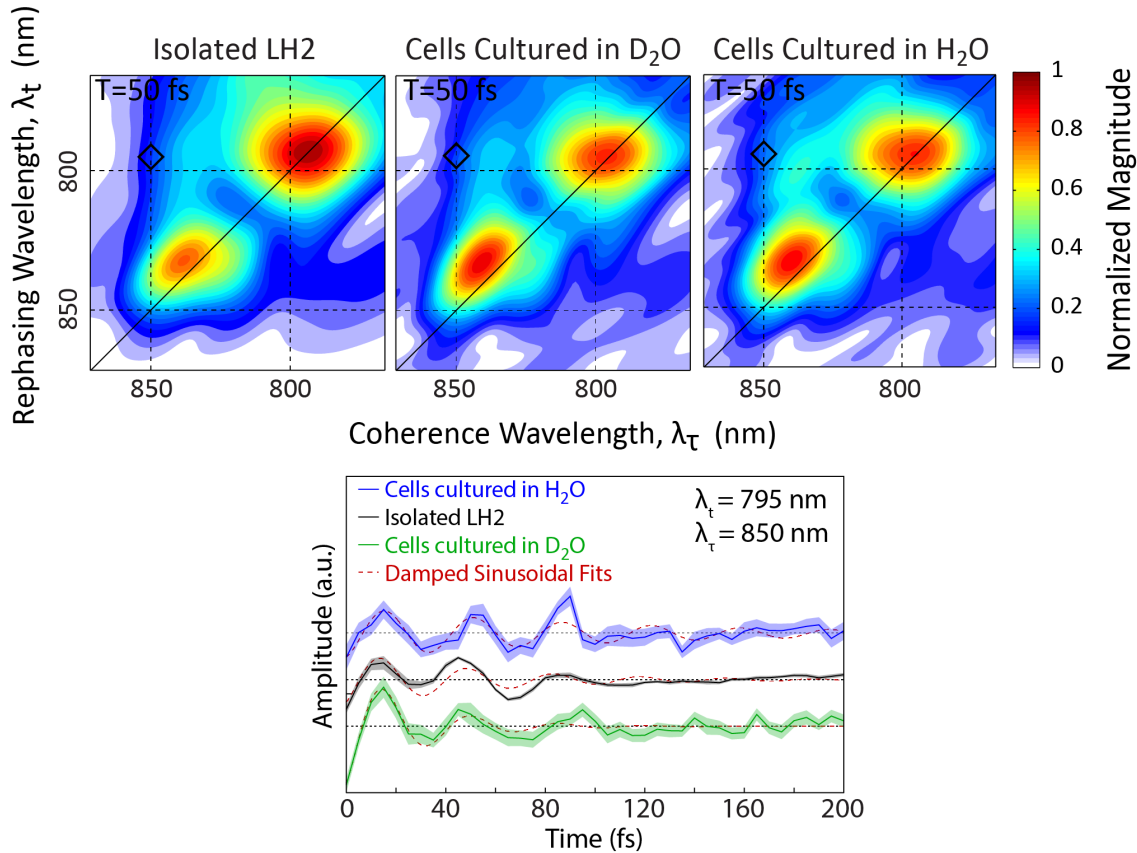 Isolated LH2
Cells Cultured in D₂O
Cells Cultured in H₂O
T=50 fs
T=50 fs
T=50 fs
Rephasing Wavelength, λt (nm)
800
850
850
800
850
800
850
800
Coherence Wavelength, λτ (nm)
1
0.8
0.6
0.4
0.2
0
Normalized Magnitude
Cells cultured in H₂O
Isolated LH2
Cells cultured in D₂O
Damped Sinusoidal Fits
λt = 795 nm
λτ = 850 nm
Amplitude (a.u.)
0
40
80
120
160
200
Time (fs)